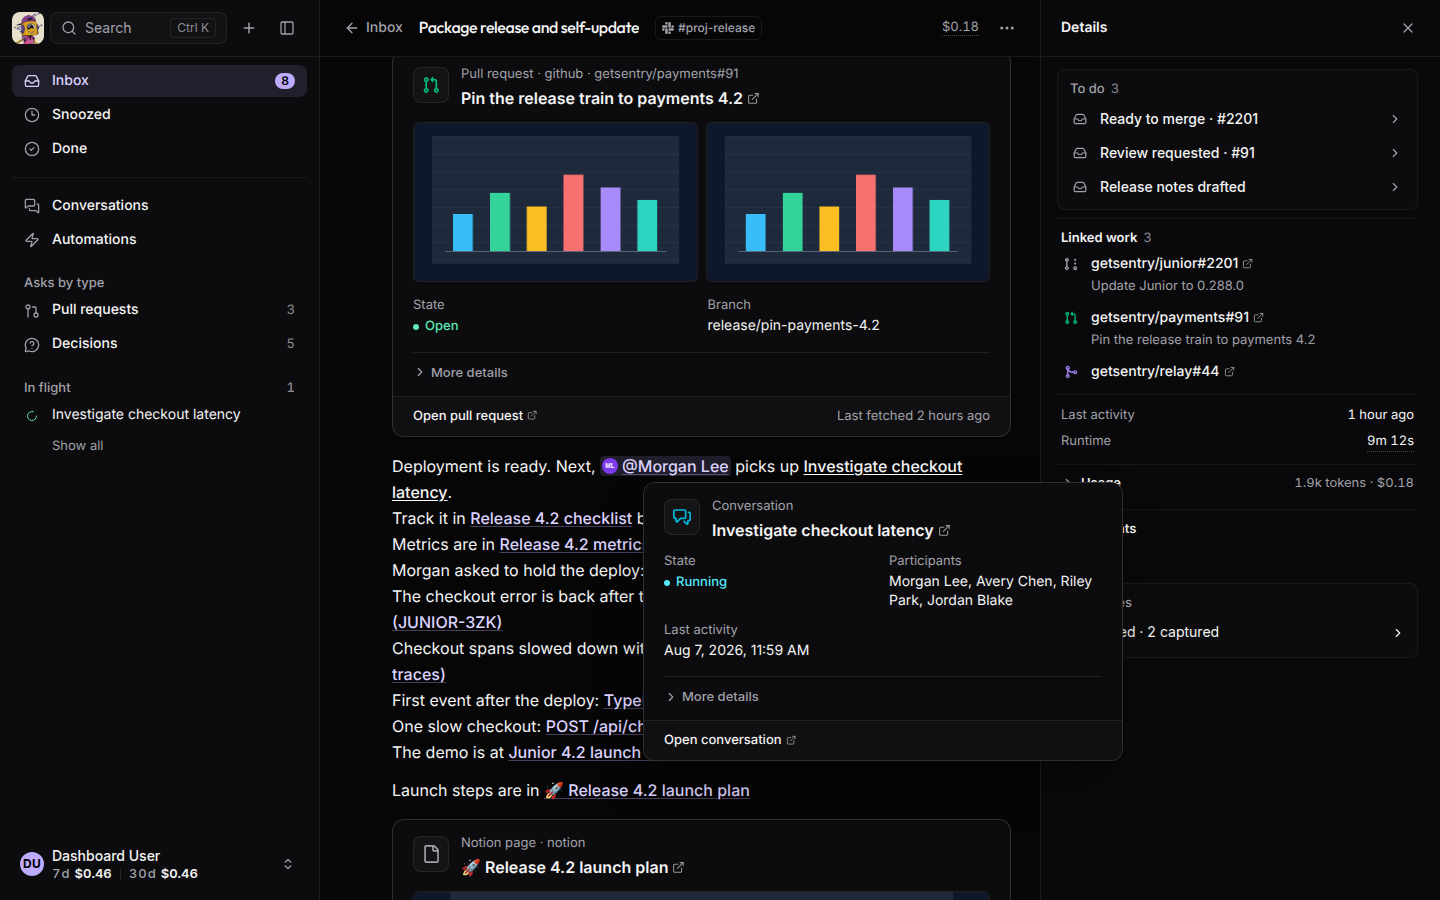 Search
Ctrl K
Inbox
8
Snoozed
Done
Conversations
Automations
Asks by type
Pull requests
3
Decisions
5
In flight
1
Investigate checkout latency
Show all
DU
Dashboard User
7d $0.46
30d $0.46
Inbox
Package release and self-update
#proj-release
$0.18
Pull request · github · getsentry/payments#91
Pin the release train to payments 4.2
State
Open
Branch
release/pin-payments-4.2
More details
Open pull request
Last fetched 2 hours ago
Deployment is ready. Next, ML @Morgan Lee picks up Investigate checkout
latency.
Track it in Release 4.2 checklist
Metrics are in Release 4.2
Morgan asked to hold the deploy:
The checkout error is back after
(JUNIOR-3ZK)
Checkout spans slowed down
traces)
First event after the deploy:
One slow checkout: POST
The demo is at Junior 4.2 launch
Launch steps are in 🚀 Release 4.2 launch plan
Notion page · notion
🚀 Release 4.2 launch plan
Conversation
Investigate checkout latency
State
Running
Participants
Morgan Lee, Avery Chen, Riley
Park, Jordan Blake
Last activity
Aug 7, 2026, 11:59 AM
More details
Open conversation
Details
To do 3
Ready to merge · #2201
Review requested · #91
Release notes drafted
Linked work 3
getsentry/junior#2201
Update Junior to 0.288.0
getsentry/payments#91
Pin the release train to payments 4.2
getsentry/relay#44
Last activity
1 hour ago
Runtime
9m 12s
Usage
1.9k tokens · $0.18
· 2 captured